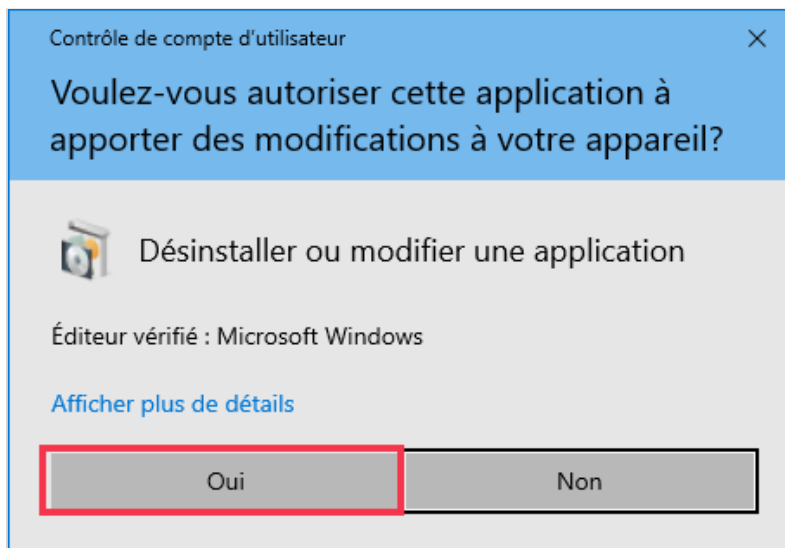 Contrôle de compte d'utilisateur
Voulez-vous autoriser cette application à
apporter des modifications à votre appareil?
Désinstaller ou modifier une application
Éditeur vérifié : Microsoft Windows
Afficher plus de détails
Oui
Non